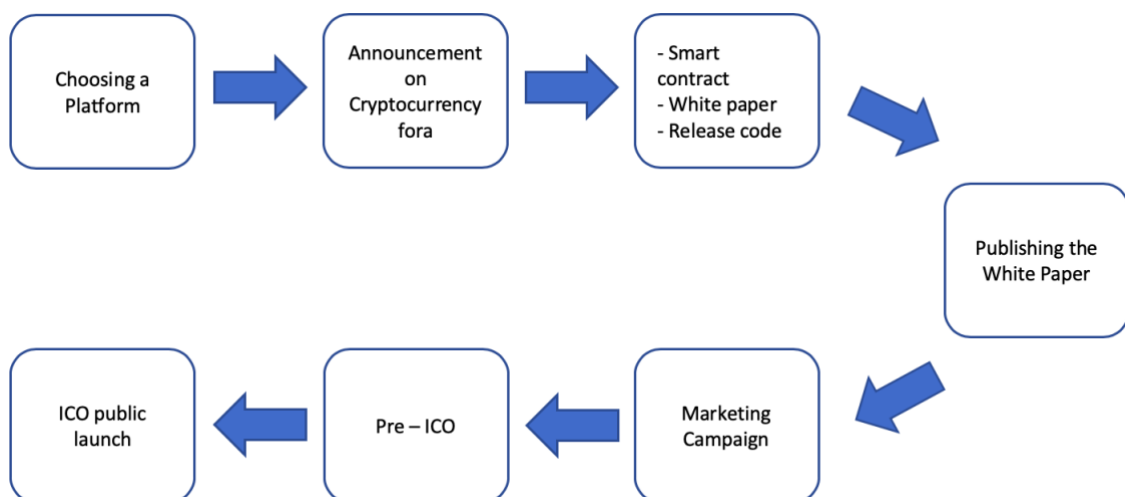 Choosing a
Platform
Announcement
on
Cryptocurrency
fora
- Smart
contract
- White paper
- Release code
Publishing the
White Paper
Marketing
Campaign
Pre – ICO
ICO public
launch